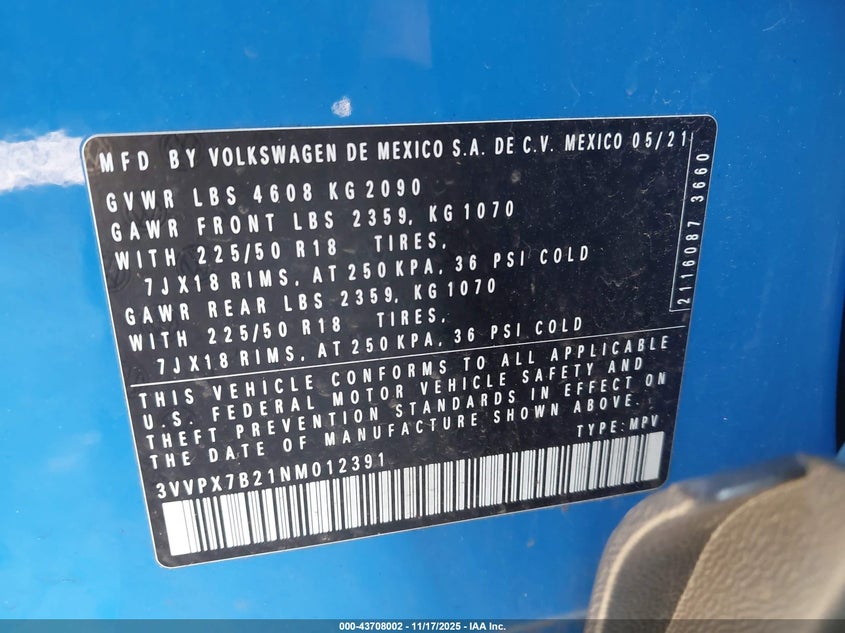 MFD BY VOLKSWAGEN DE MEXICO S.A. DE C.V. MEXICO 05/21
GVWR LBS 4608 KG 2090
GAWR FRONT LBS 2359, KG 1070
WITH 225/50 R18 TIRES,
7JX18 RIMS, AT 250 KPA, 36 PSI COLD
GAWR REAR LBS 2359, KG 1070
WITH 225/50 R18 TIRES,
7JX18 RIMS, AT 250 KPA, 36 PSI COLD
2116087 3660
THIS VEHICLE CONFORMS TO ALL APPLICABLE
U.S. FEDERAL MOTOR VEHICLE SAFETY AND
THEFT PREVENTION STANDARDS IN EFFECT ON
THE DATE OF MANUFACTURE SHOWN ABOVE.
TYPE: MPV
3VVPX7B21NM012391
000-43708002 — 11/17/2025 — IAA Inc.